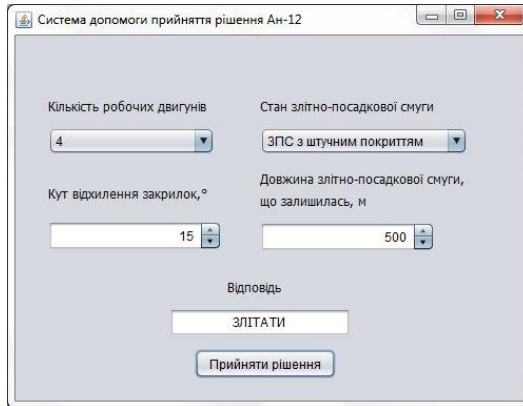 Система допомоги прийняття рішення Ан-12
Кількість робочих двигунів
Стан злітно-посадкової смуги
4
ЗПС з штучним покриттям
Кут відхилення закрилок,°
Довжина злітно-посадкової смуги,
що залишилась, м
15
500
Відповідь
ЗЛІТАТИ
Прийняти рішення